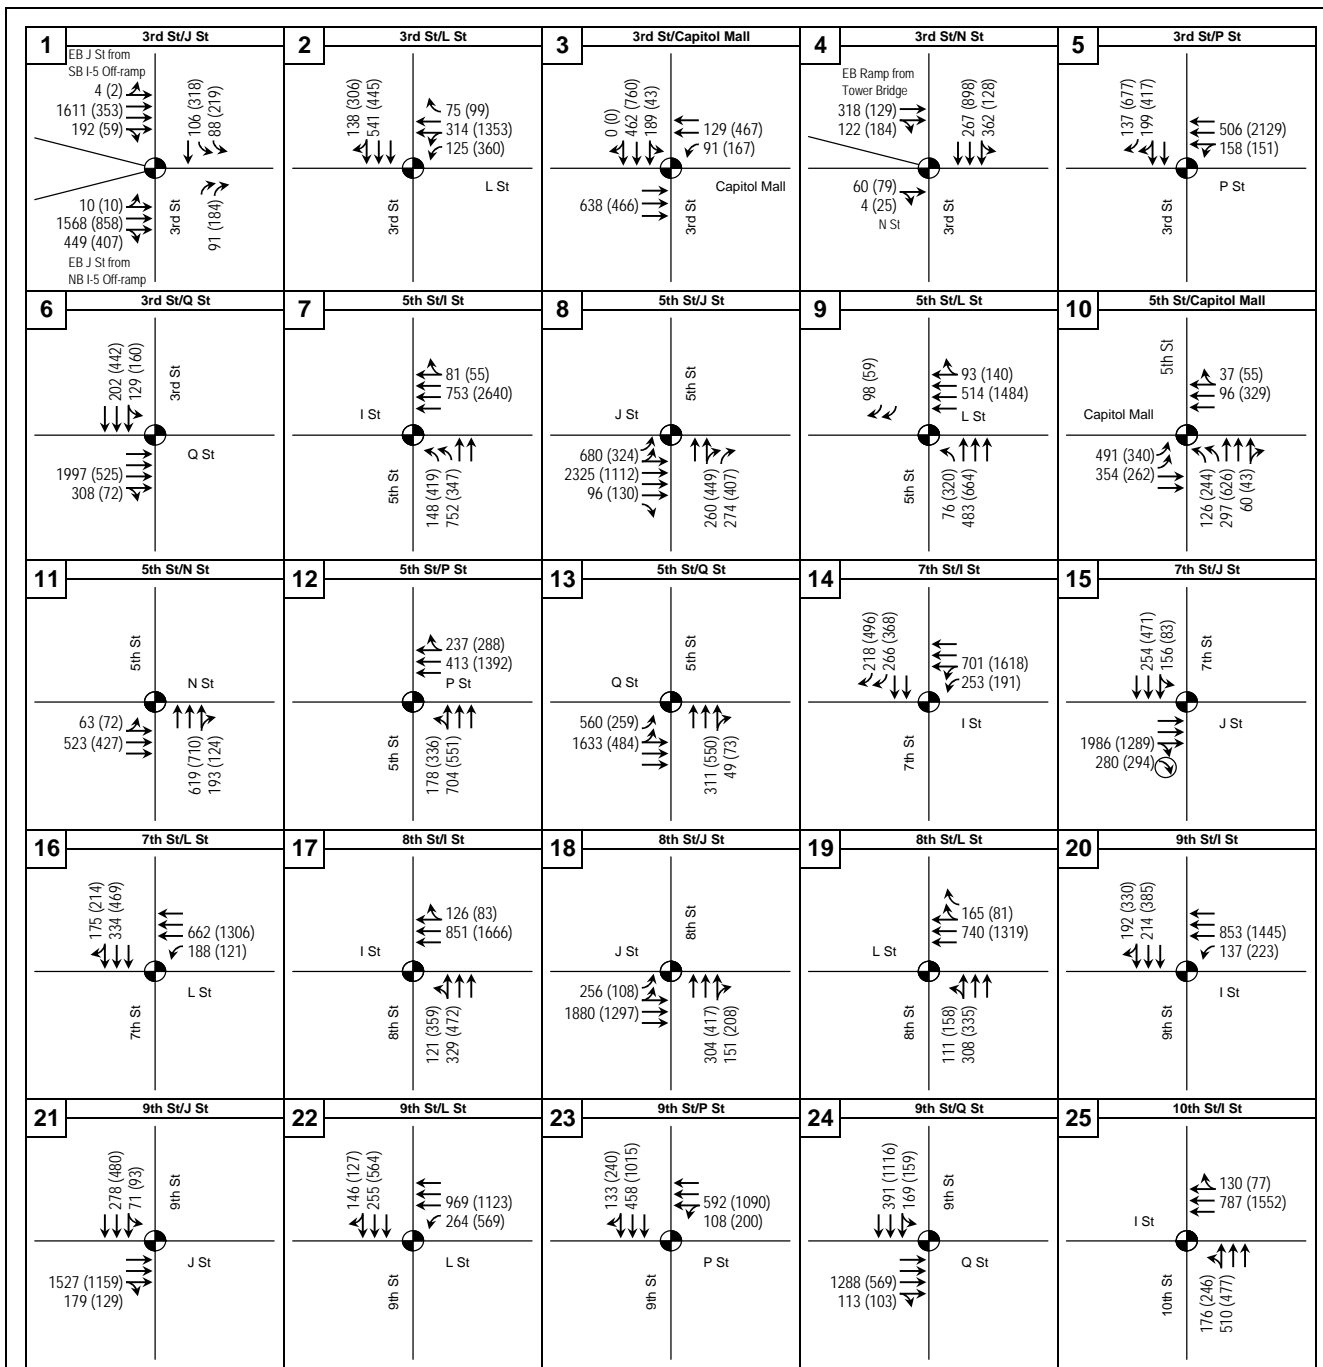 1
3rd St/J St
EB J St from
SB I-5 Off-ramp
4 (2)
1611 (353)
192 (59)
106 (318)
88 (219)
10 (10)
1568 (858)
449 (407)
91 (184)
3rd St
EB J St from
NB I-5 Off-ramp
2
3rd St/L St
138 (306)
541 (445)
75 (99)
314 (1353)
125 (360)
L St
3rd St
3
3rd St/Capitol Mall
0 (0)
462 (760)
189 (43)
129 (467)
91 (167)
Capitol Mall
638 (466)
3rd St
4
3rd St/N St
EB Ramp from
Tower Bridge
318 (129)
122 (184)
267 (898)
362 (128)
60 (79)
4 (25)
N St
3rd St
5
3rd St/P St
137 (677)
199 (417)
506 (2129)
158 (151)
P St
3rd St
6
3rd St/Q St
202 (442)
129 (160)
3rd St
Q St
1997 (525)
308 (72)
7
5th St/I St
81 (55)
753 (2640)
I St
5th St
148 (419)
752 (347)
8
5th St/J St
5th St
J St
680 (324)
2325 (1112)
96 (130)
260 (449)
274 (407)
9
5th St/L St
98 (59)
93 (140)
514 (1484)
L St
5th St
76 (320)
483 (664)
10
5th St/Capitol Mall
5th St
37 (55)
96 (329)
Capitol Mall
491 (340)
354 (262)
126 (244)
297 (626)
60 (43)
11
5th St/N St
5th St
N St
63 (72)
523 (427)
619 (710)
193 (124)
12
5th St/P St
237 (288)
413 (1392)
P St
5th St
178 (336)
704 (551)
13
5th St/Q St
5th St
Q St
560 (259)
1633 (484)
311 (550)
49 (73)
14
7th St/I St
218 (496)
266 (368)
701 (1618)
253 (191)
I St
7th St
15
7th St/J St
254 (471)
156 (83)
7th St
J St
1986 (1289)
280 (294)
16
7th St/L St
175 (214)
334 (469)
662 (1306)
188 (121)
L St
7th St
17
8th St/I St
126 (83)
851 (1666)
I St
8th St
121 (359)
329 (472)
18
8th St/J St
8th St
J St
256 (108)
1880 (1297)
304 (417)
151 (208)
19
8th St/L St
165 (81)
740 (1319)
L St
8th St
111 (158)
308 (335)
20
9th St/I St
192 (330)
214 (385)
853 (1445)
137 (223)
I St
9th St
21
9th St/J St
278 (480)
71 (93)
9th St
J St
1527 (1159)
179 (129)
22
9th St/L St
146 (127)
255 (564)
969 (1123)
264 (569)
L St
9th St
23
9th St/P St
133 (240)
458 (1015)
592 (1090)
108 (200)
P St
9th St
24
9th St/Q St
391 (1116)
169 (159)
9th St
Q St
1288 (569)
113 (103)
25
10th St/I St
130 (77)
787 (1552)
I St
10th St
176 (246)
510 (477)